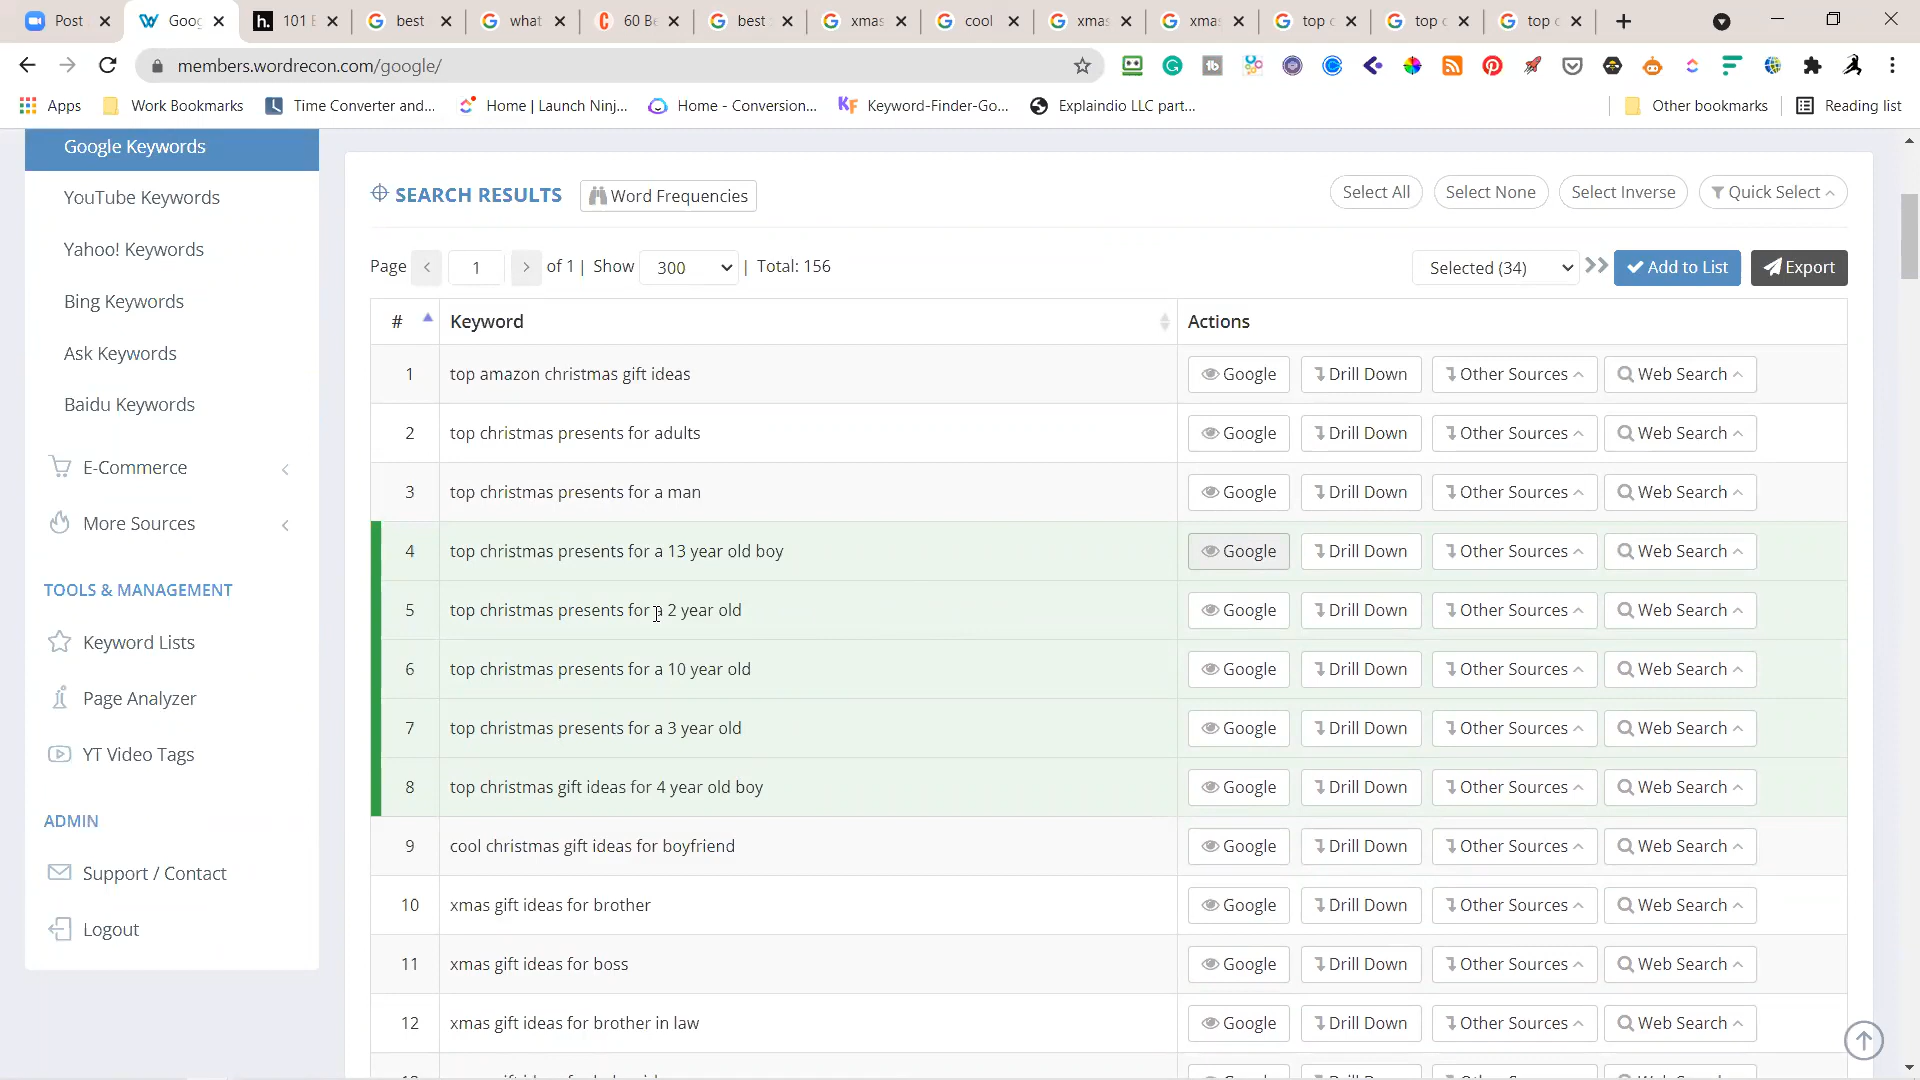 Post
Goog
101 B
best
what
60 Be
best
xmas
cool
xmas
xmas
top c
top c
top c
members.wordrecon.com/google/
Apps
Work Bookmarks
Time Converter and...
Home | Launch Ninj...
Home - Conversion...
Keyword-Finder-Go...
Explaindio LLC part...
Other bookmarks
Reading list
Google Keywords
YouTube Keywords
Yahoo! Keywords
Bing Keywords
Ask Keywords
Baidu Keywords
E-Commerce
More Sources
TOOLS & MANAGEMENT
Keyword Lists
Page Analyzer
YT Video Tags
ADMIN
Support / Contact
Logout
SEARCH RESULTS Word Frequencies
Select All Select None Select Inverse Quick Select
Page < 1 > of 1 | Show 300 | Total: 156
Selected (34) Add to List Export
# Keyword Actions
1 top amazon christmas gift ideas Google Drill Down Other Sources Web Search
2 top christmas presents for adults Google Drill Down Other Sources Web Search
3 top christmas presents for a man Google Drill Down Other Sources Web Search
4 top christmas presents for a 13 year old boy Google Drill Down Other Sources Web Search
5 top christmas presents for a 2 year old Google Drill Down Other Sources Web Search
6 top christmas presents for a 10 year old Google Drill Down Other Sources Web Search
7 top christmas presents for a 3 year old Google Drill Down Other Sources Web Search
8 top christmas gift ideas for 4 year old boy Google Drill Down Other Sources Web Search
9 cool christmas gift ideas for boyfriend Google Drill Down Other Sources Web Search
10 xmas gift ideas for brother Google Drill Down Other Sources Web Search
11 xmas gift ideas for boss Google Drill Down Other Sources Web Search
12 xmas gift ideas for brother in law Google Drill Down Other Sources Web Search